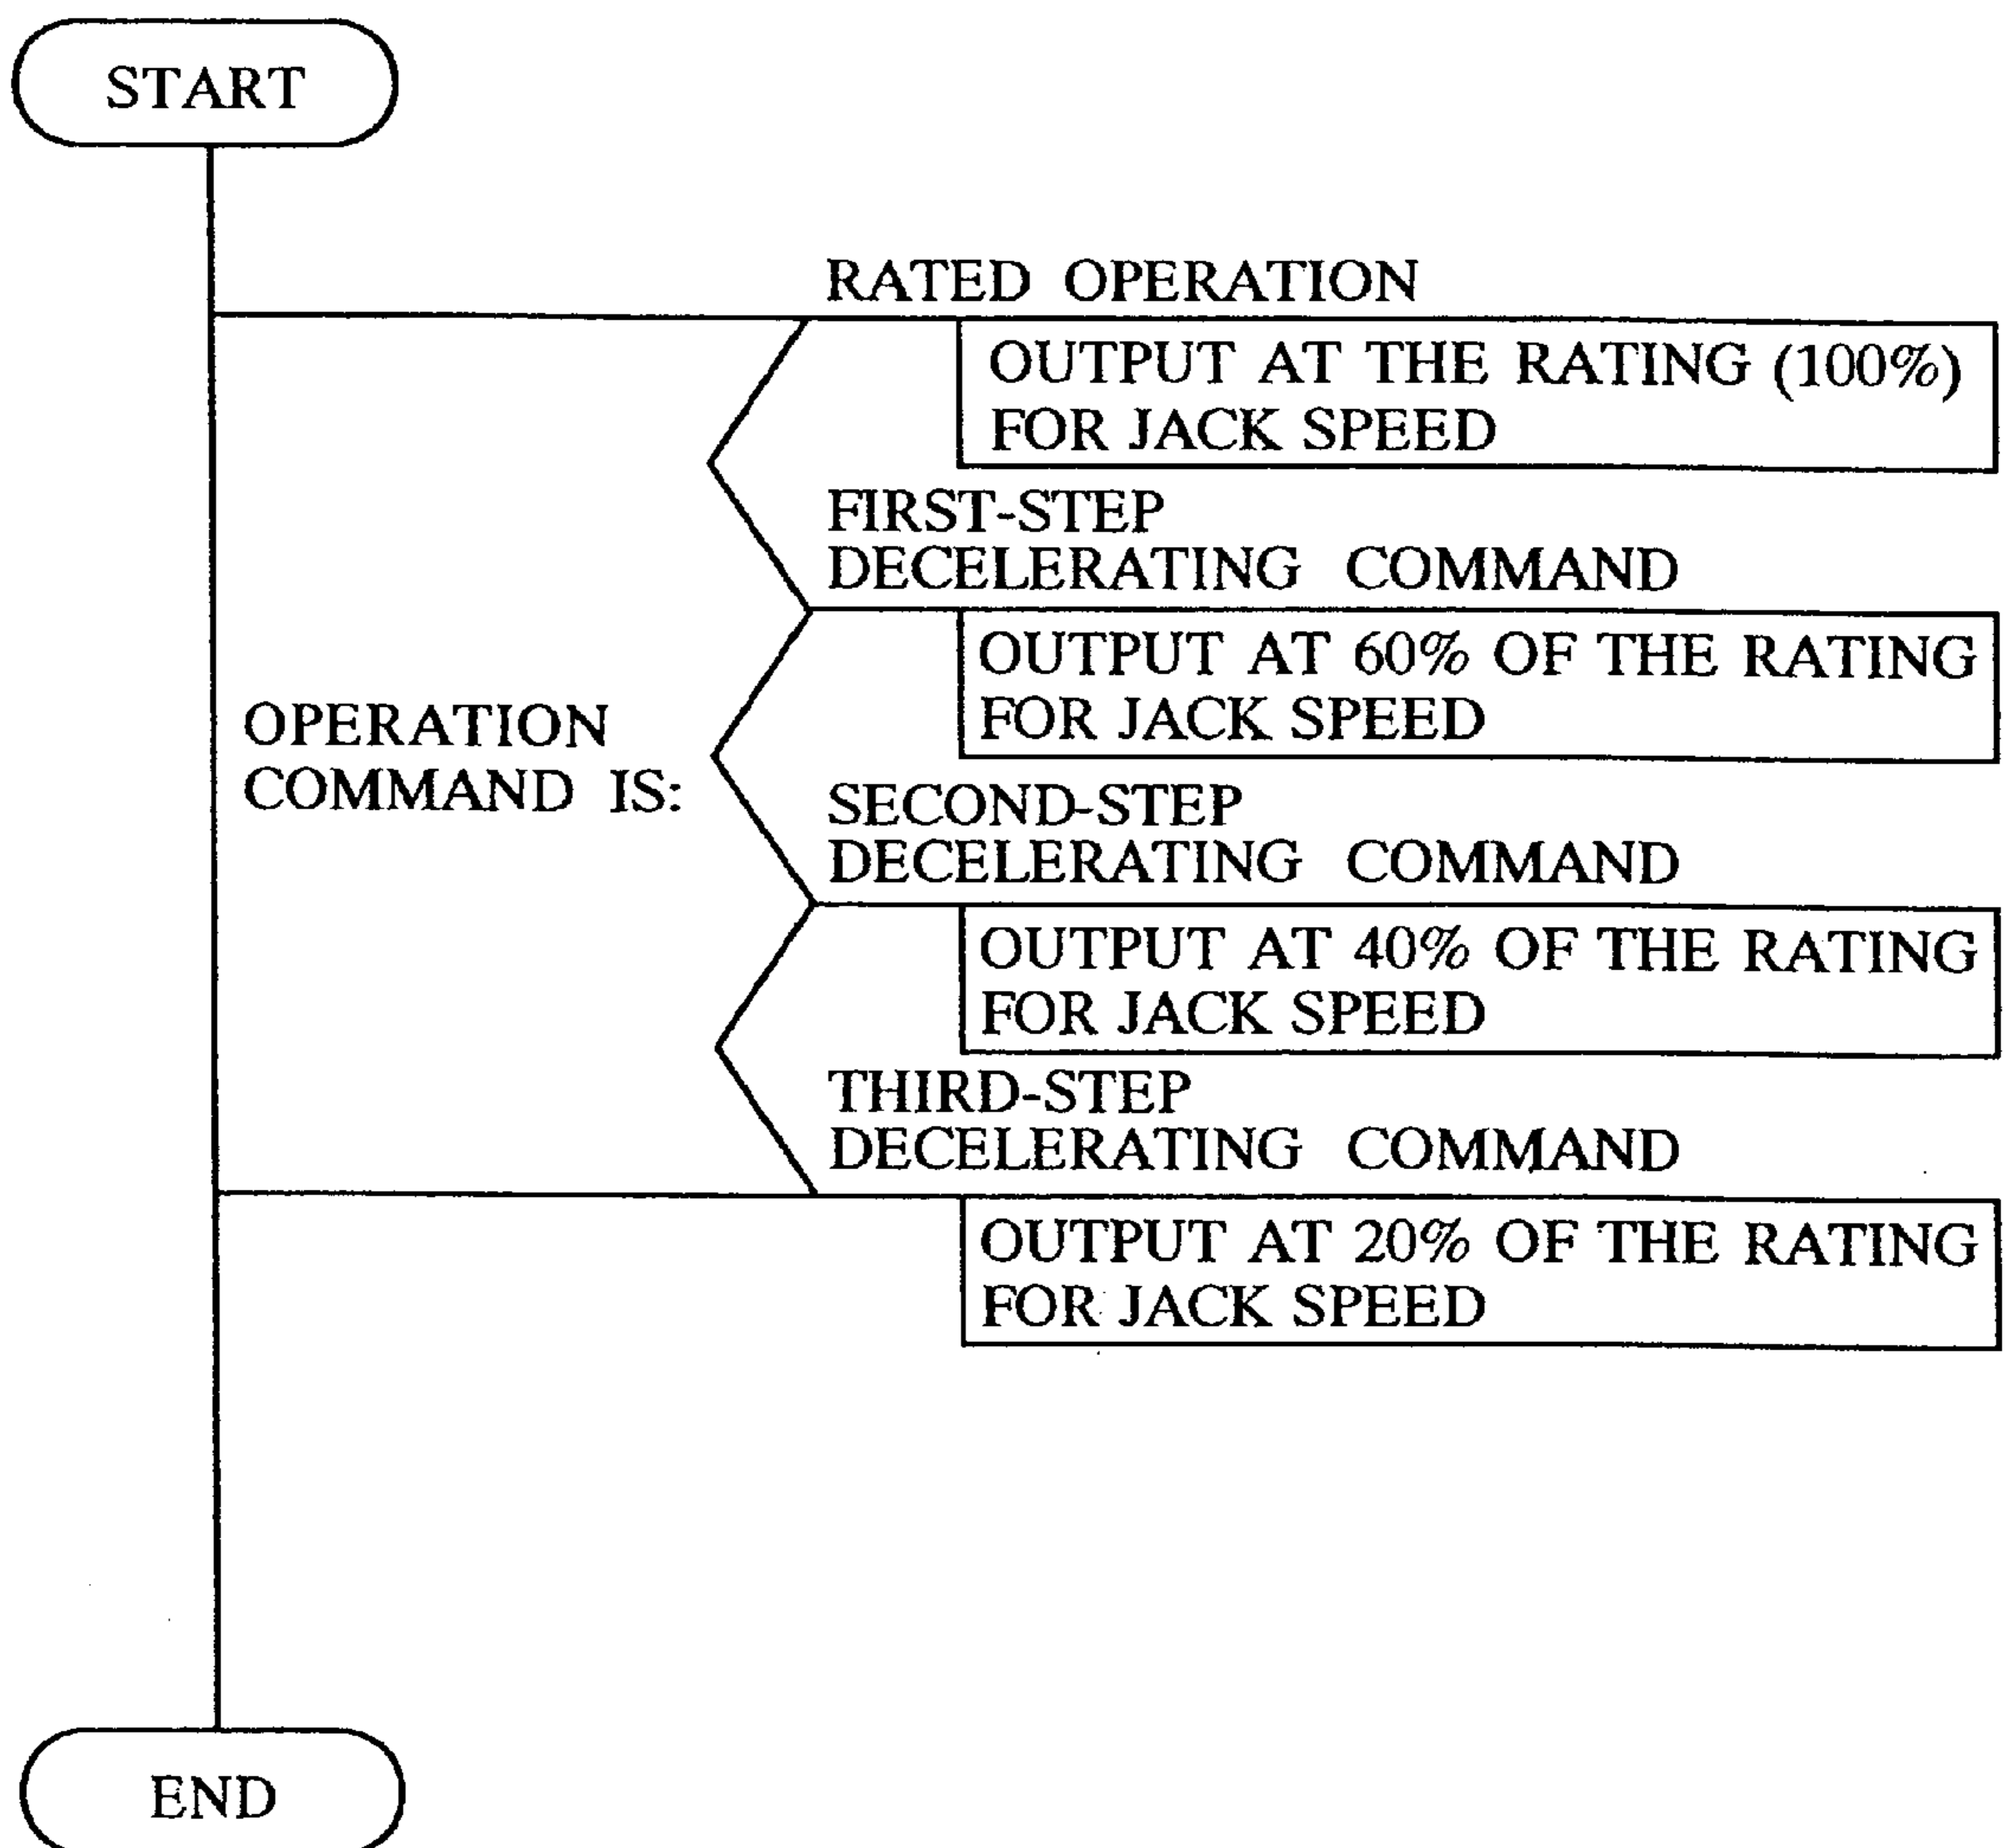 START
RATED OPERATION
OUTPUT AT THE RATING (100%)
FOR JACK SPEED
FIRST-STEP
DECELERATING COMMAND
OUTPUT AT 60% OF THE RATING
FOR JACK SPEED
OPERATION
COMMAND IS:
SECOND-STEP
DECELERATING COMMAND
OUTPUT AT 40% OF THE RATING
FOR JACK SPEED
THIRD-STEP
DECELERATING COMMAND
OUTPUT AT 20% OF THE RATING
FOR JACK SPEED
END